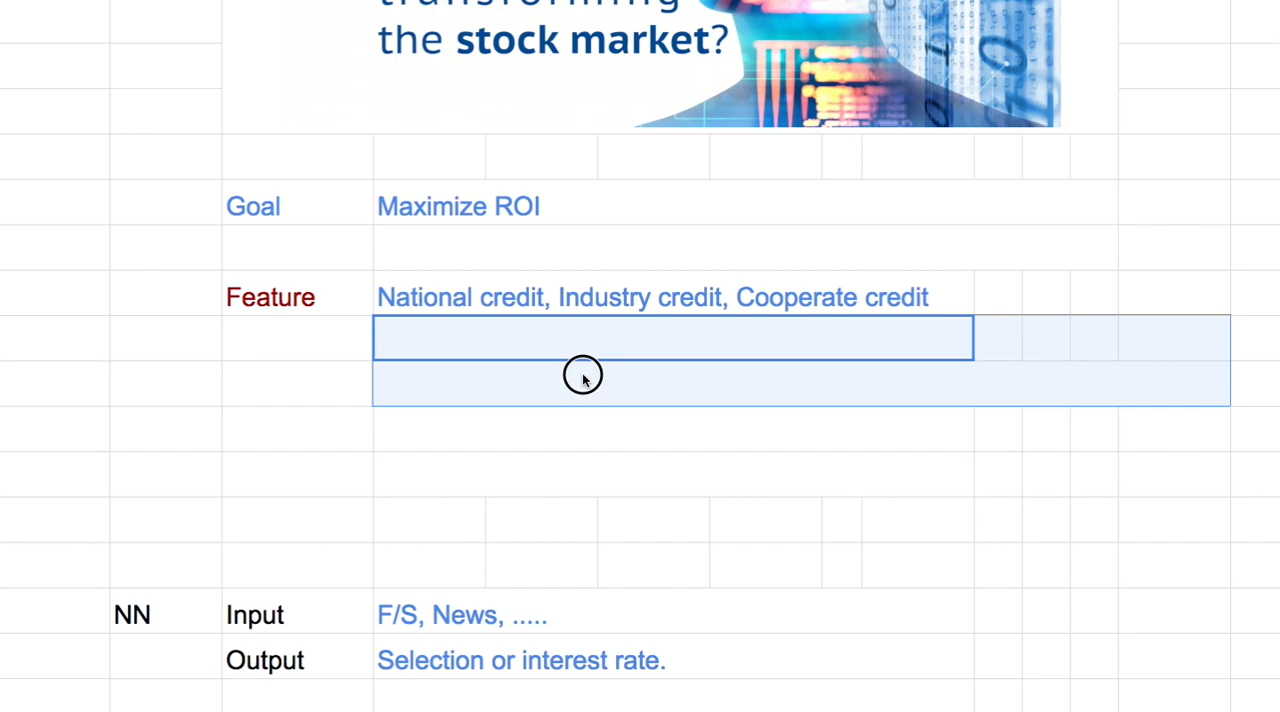 transforming
the stock market?
Goal Maximize ROI
Feature National credit, Industry credit, Cooperate credit
NN Input F/S, News, .....
Output Selection or interest rate.